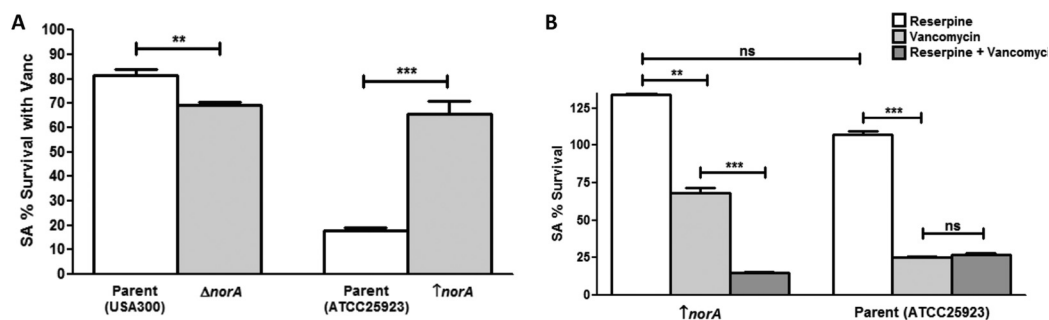 A
SA % Survival with Vanc
100
90
80
70
60
50
40
30
20
10
0
**
***
Parent
(USA300)
ΔnorA
Parent
(ATCC25923)
↑norA
B
Reserpine
Vancomycin
Reserpine + Vancomyci
SA % Survival
125
100
75
50
25
0
ns
**
***
***
ns
↑norA
Parent (ATCC25923)